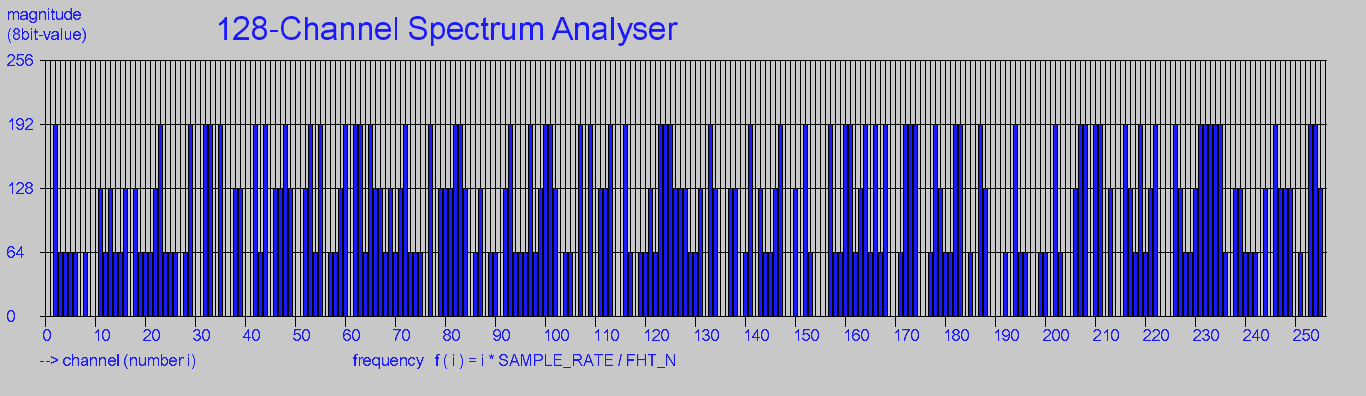 magnitude
(8bit-value)
128-Channel Spectrum Analyser
256
192
128
64
0
0 10 20 30 40 50 60 70 80 90 100 110 120 130 140 150 160 170 180 190 200 210 220 230 240 250
--> channel (number i)
frequency f ( i ) = i * SAMPLE_RATE / FHT_N